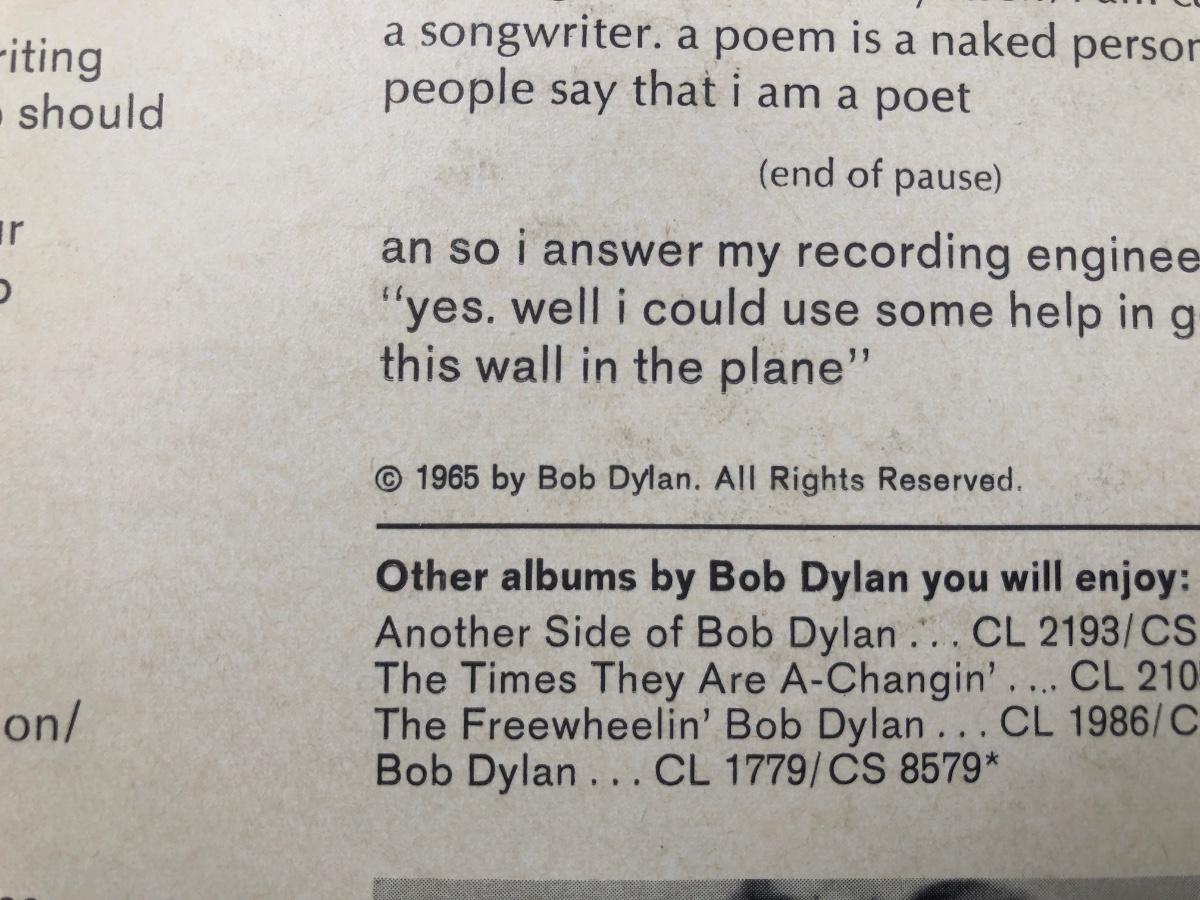 should
on/
a songwriter. a poem is a naked person
people say that i am a poet
(end of pause)
an so i answer my recording
"yes. well i could use some help in
this wall in the plane"
© 1965 by Bob Dylan. All Rights Reserved.
Other albums by Bob Dylan you will enjoy:
Another Side of Bob Dylan . . . CL 2193/CS
The Times They Are A-Changin' . . . . CL 210
The Freewheelin' Bob Dylan . . . CL 1986/C
Bob Dylan . . . CL 1779/CS 8579*